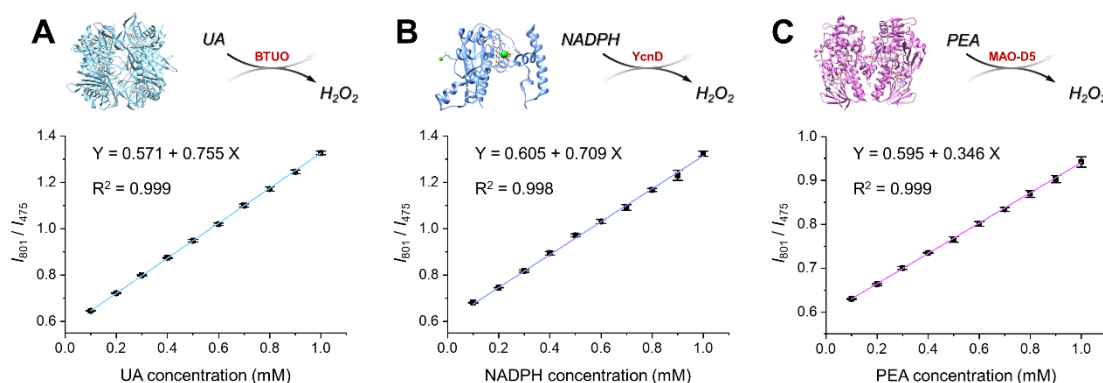 A
UA
BTUO
H2O2
Y = 0.571 + 0.755 X
R2 = 0.999
I801 / I475
1.4
1.2
1.0
0.8
0.6
0.0 0.2 0.4 0.6 0.8 1.0
UA concentration (mM)
B
NADPH
YcnD
H2O2
Y = 0.605 + 0.709 X
R2 = 0.998
I801 / I475
1.4
1.2
1.0
0.8
0.6
0.0 0.2 0.4 0.6 0.8 1.0
NADPH concentration (mM)
C
PEA
MAO-D5
H2O2
Y = 0.595 + 0.346 X
R2 = 0.999
I801 / I475
1.0
0.9
0.8
0.7
0.6
0.0 0.2 0.4 0.6 0.8 1.0
PEA concentration (mM)